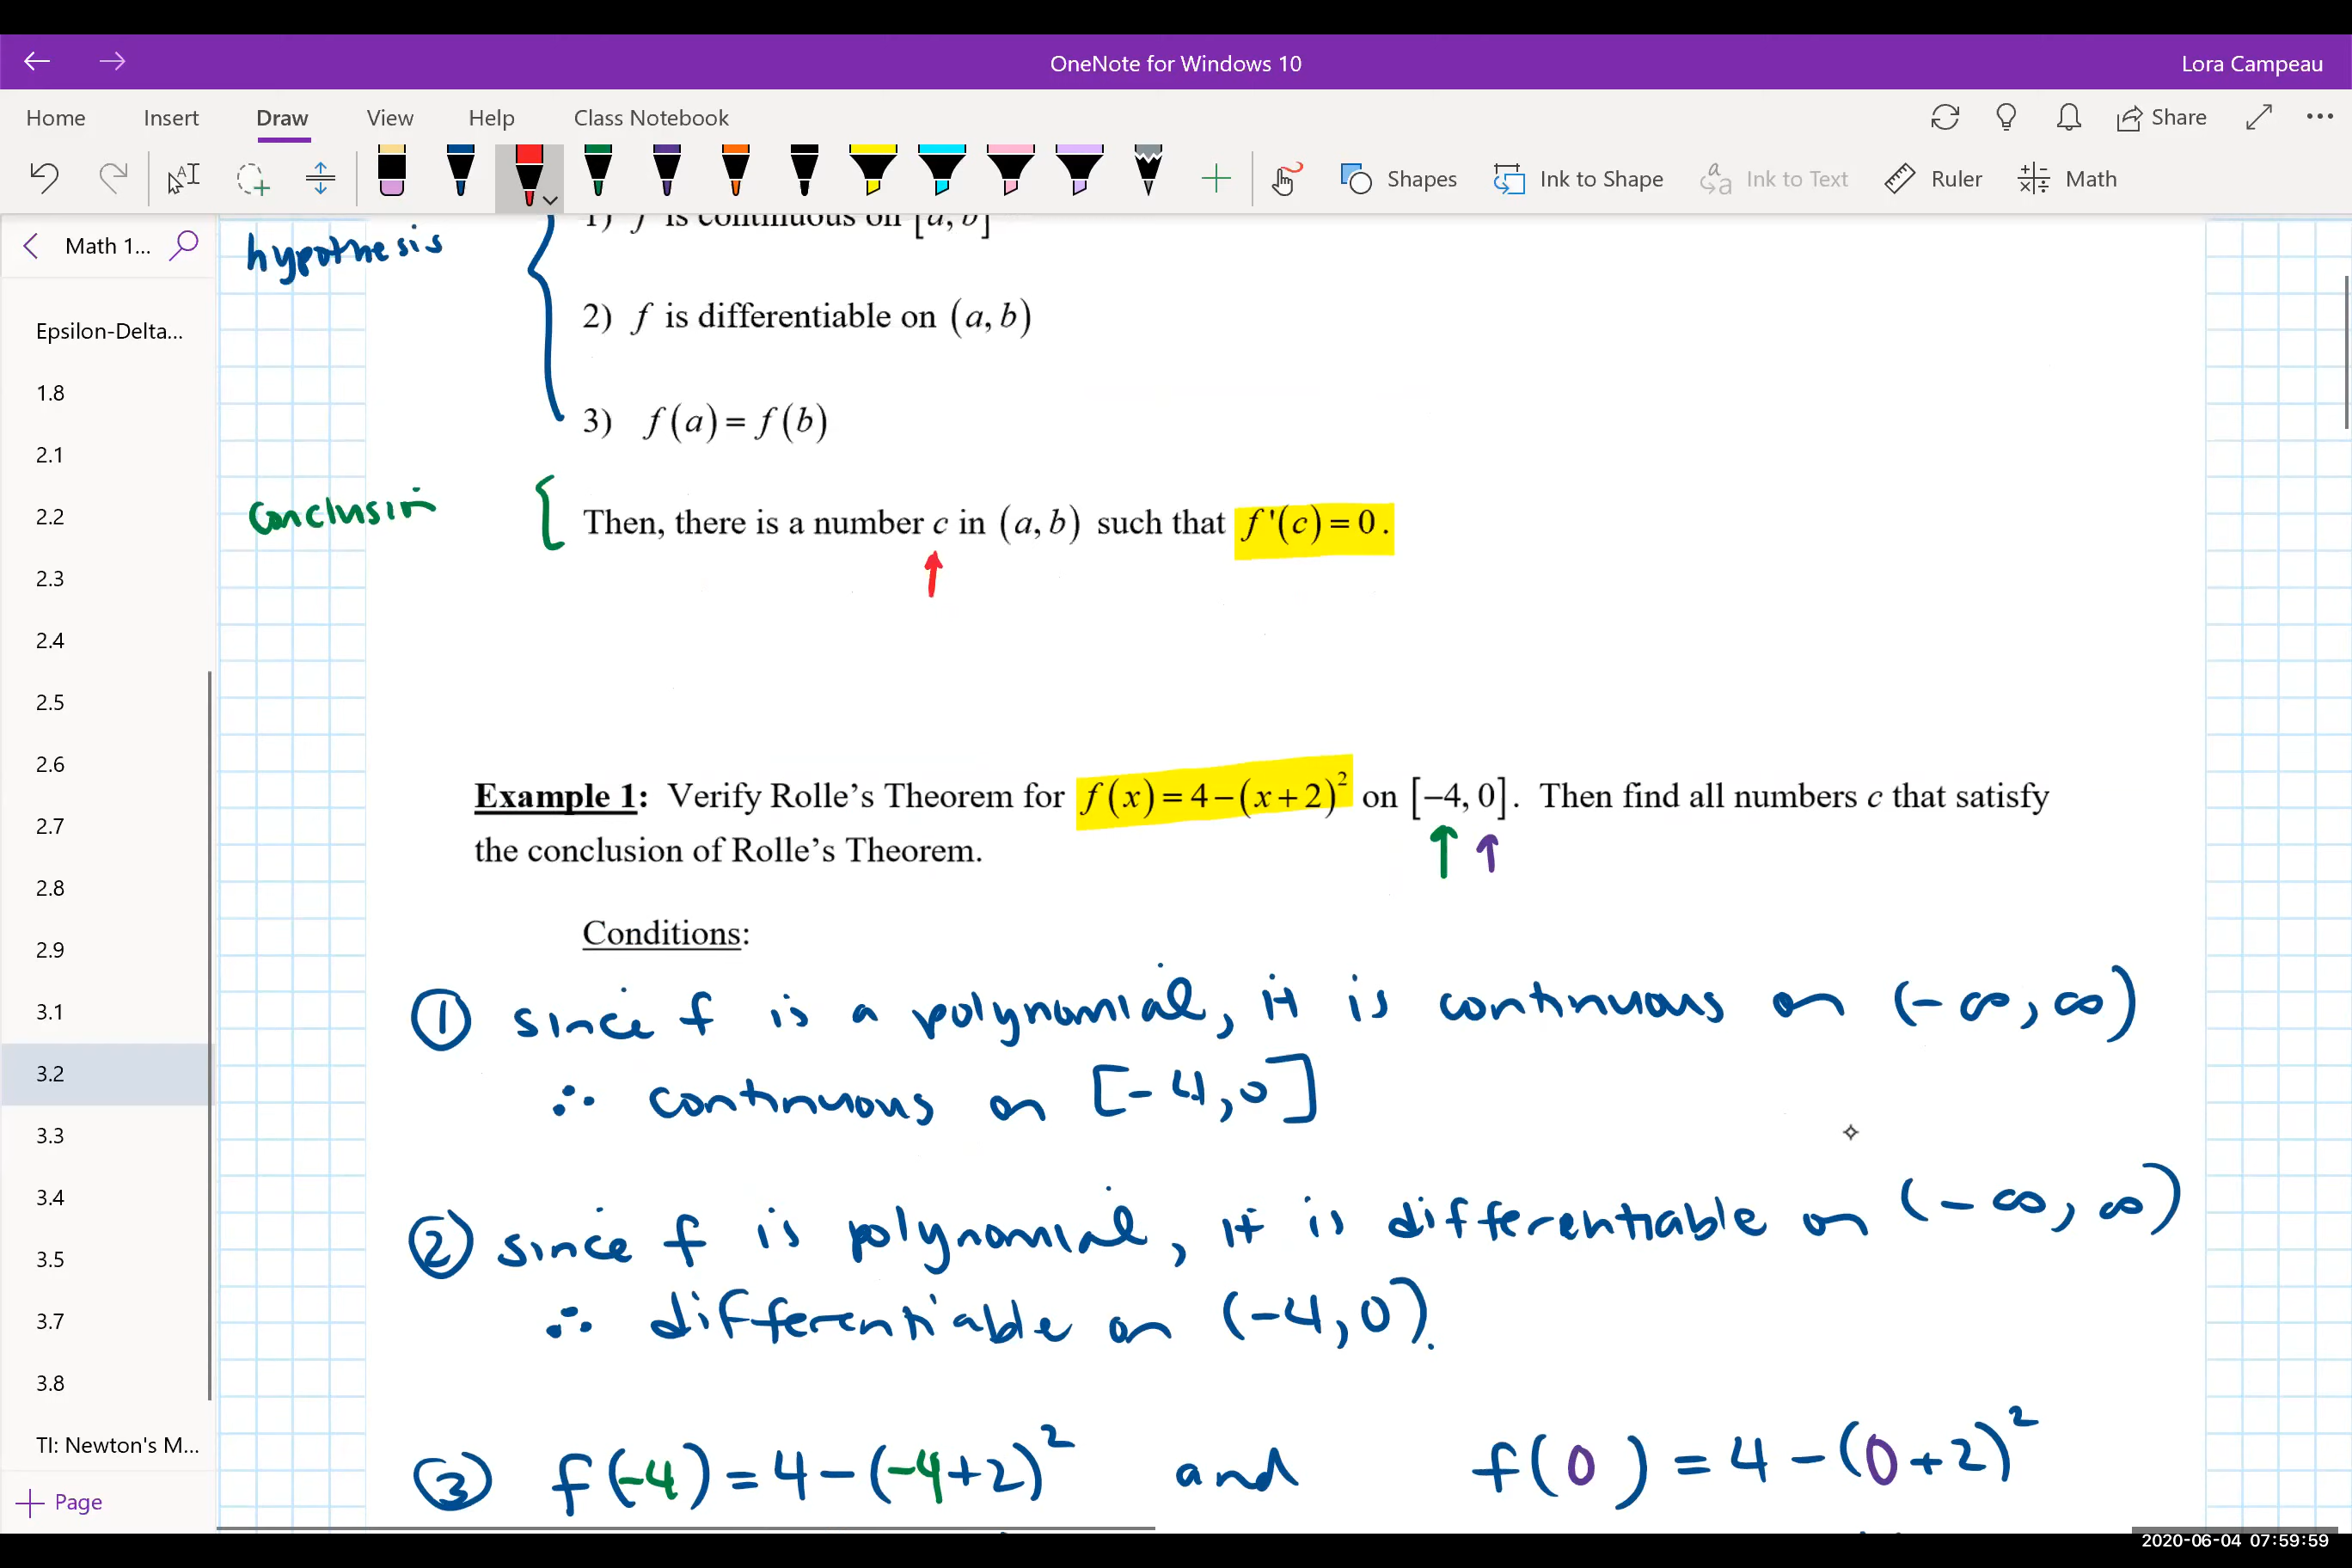 OneNote for Windows 10
Lora Campeau
Home Insert Draw View Help Class Notebook Share
Shapes Ink to Shape Ink to Text Ruler Math
Math 1...
Epsilon-Delta...
1.8
2.1
2.2
2.3
2.4
2.5
2.6
2.7
2.8
2.9
3.1
3.2
3.3
3.4
3.5
3.7
3.8
TI: Newton's M...
Page
hypothesis
1) f is continuous on [a, b]
2) f is differentiable on (a, b)
3) f(a) = f(b)
conclusion
Then, there is a number c in (a, b) such that f'(c) = 0.
Example 1: Verify Rolle's Theorem for f(x) = 4 − (x + 2)² on [−4, 0]. Then find all numbers c that satisfy
the conclusion of Rolle's Theorem.
Conditions:
① since f is a polynomial, it is continuous on (-∞, ∞)
∴ continuous on [-4, 0]
② since f is polynomial, it is differentiable on (-∞, ∞)
∴ differentiable on (-4, 0).
③ f(-4) = 4 - (-4+2)² and f(0) = 4 - (0+2)²
2020-06-04 07:59:59